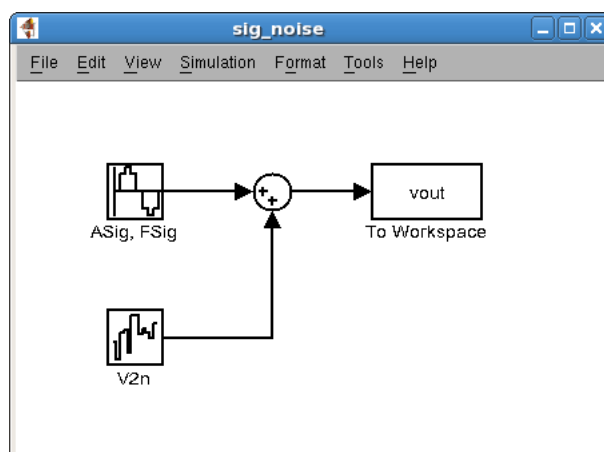 sig_noise
File Edit View Simulation Format Tools Help
vout
ASig, FSig
To Workspace
V2n